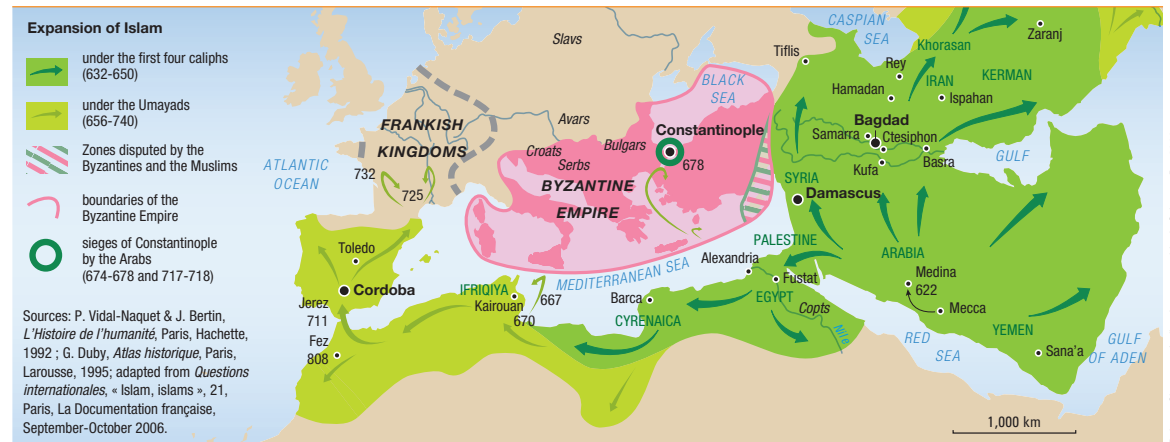 Expansion of Islam
under the first four caliphs
(632-650)
under the Umayads
(656-740)
Zones disputed by the
Byzantines and the Muslims
boundaries of the
Byzantine Empire
sieges of Constantinople
by the Arabs
(674-678 and 717-718)
Sources: P. Vidal-Naquet & J. Bertin,
L'Histoire de l'humanité, Paris, Hachette,
1992 ; G. Duby, Atlas historique, Paris,
Larousse, 1995; adapted from Questions
internationales, « Islam, islams », 21,
Paris, La Documentation française,
September-October 2006.
ATLANTIC
OCEAN
FRANKISH
KINGDOMS
732
725
Slavs
Avars
Croats
Serbs
Bulgars
BYZANTINE
EMPIRE
Constantinople
678
BLACK
SEA
CASPIAN
SEA
Tiflis
Khorasan
Zaranj
Rey
IRAN
KERMAN
Hamadan
Ispahan
Bagdad
Samarra
Ctesiphon
Kufa
Basra
GULF
SYRIA
Damascus
PALESTINE
Alexandria
Fustat
EGYPT
Copts
Nile
ARABIA
Medina
622
Mecca
YEMEN
Sana'a
RED
SEA
GULF
OF ADEN
MEDITERRANEAN SEA
Barca
CYRENAICA
IFRIQIYA
Kairouan
670
667
Toledo
Cordoba
Jerez
711
Fez
808
1,000 km